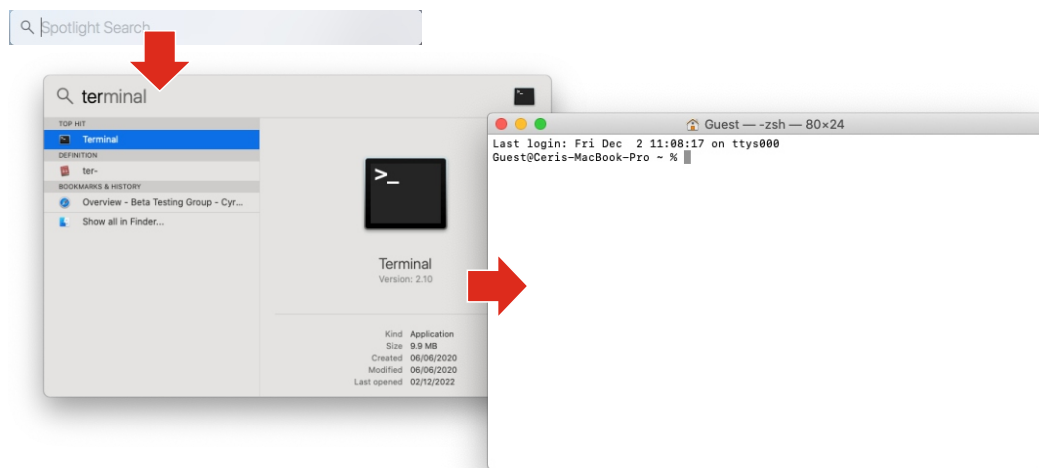 Spotlight Search
terminal
TOP HIT
Terminal
DEFINITION
ter-
BOOKMARKS & HISTORY
Overview - Beta Testing Group - Cyr...
Show all in Finder...
>_
Terminal
Version: 2.10
Kind Application
Size 9.9 MB
Created 06/06/2020
Modified 06/06/2020
Last opened 02/12/2022
Guest — -zsh — 80×24
Last login: Fri Dec  2 11:08:17 on ttys000
Guest@Ceris-MacBook-Pro ~ %